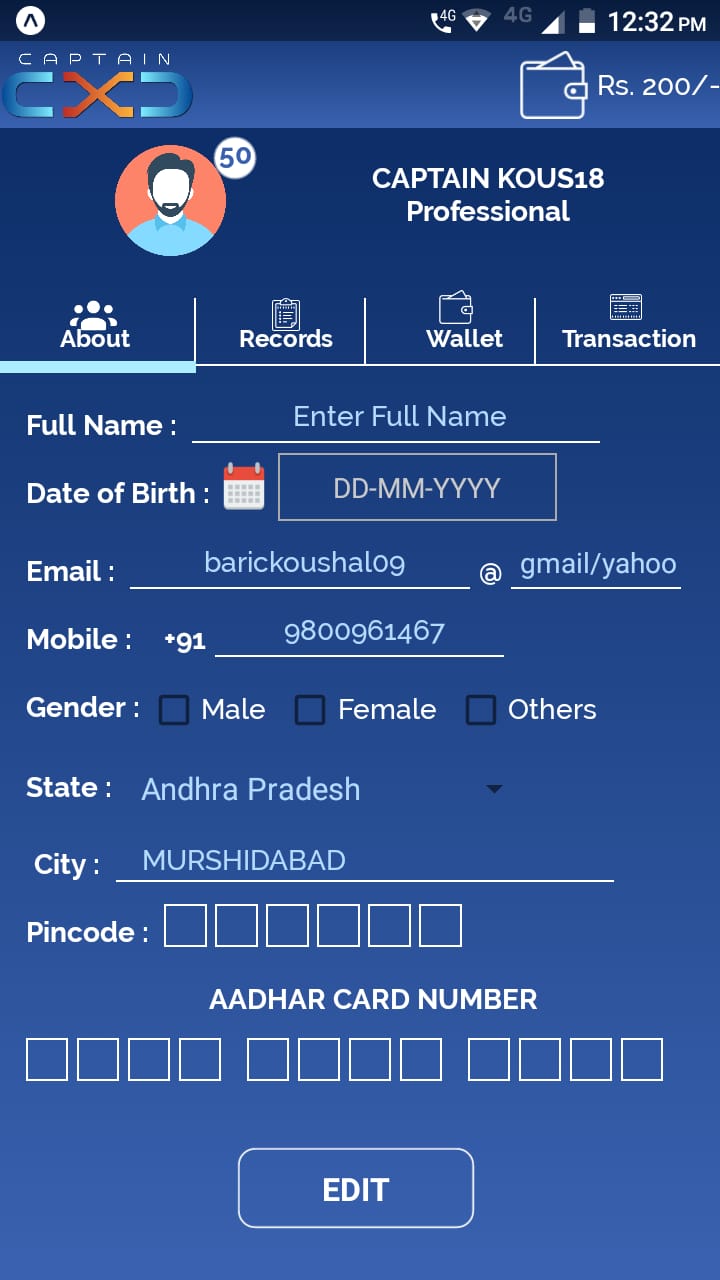 4G 4G 12:32 PM
CAPTAIN
CXD
Rs. 200/-
50
CAPTAIN KOUS18
Professional
About Records Wallet Transaction
Full Name : Enter Full Name
Date of Birth : DD-MM-YYYY
Email : barickoushal09 @ gmail/yahoo
Mobile : +91 9800961467
Gender : Male Female Others
State : Andhra Pradesh
City : MURSHIDABAD
Pincode :
AADHAR CARD NUMBER
EDIT